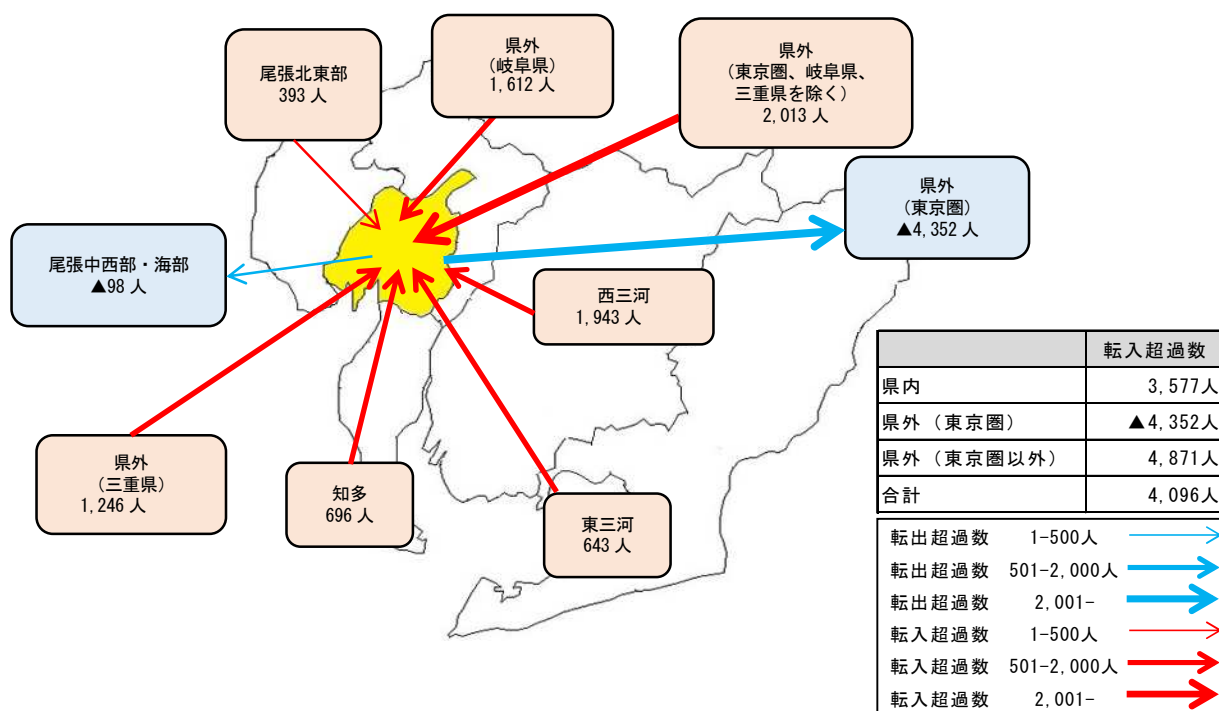 尾張北東部
393 人
県外
(岐阜県)
1,612 人
県外
(東京圏、岐阜県、
三重県を除く)
2,013 人
県外
(東京圏)
▲4,352 人
尾張中西部・海部
▲98 人
西三河
1,943 人
県外
(三重県)
1,246 人
知多
696 人
東三河
643 人
転入超過数
県内 3,577人
県外（東京圏） ▲4,352人
県外（東京圏以外） 4,871人
合計 4,096人
転出超過数 1-500人
転出超過数 501-2,000人
転出超過数 2,001-
転入超過数 1-500人
転入超過数 501-2,000人
転入超過数 2,001-